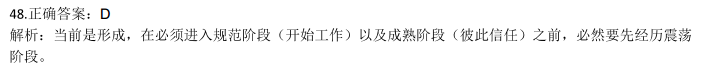 48.正确答案：D
解析：当前是形成，在必须进入规范阶段（开始工作）以及成熟阶段（彼此信任）之前，必然要先经历震荡
阶段。